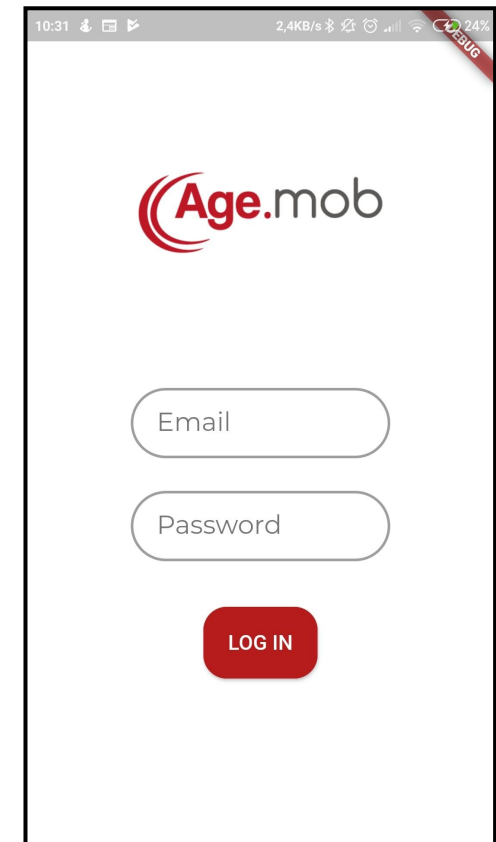 10:31 2,4KB/s 24%
DEBUG
Age.mob
Email
Password
LOG IN